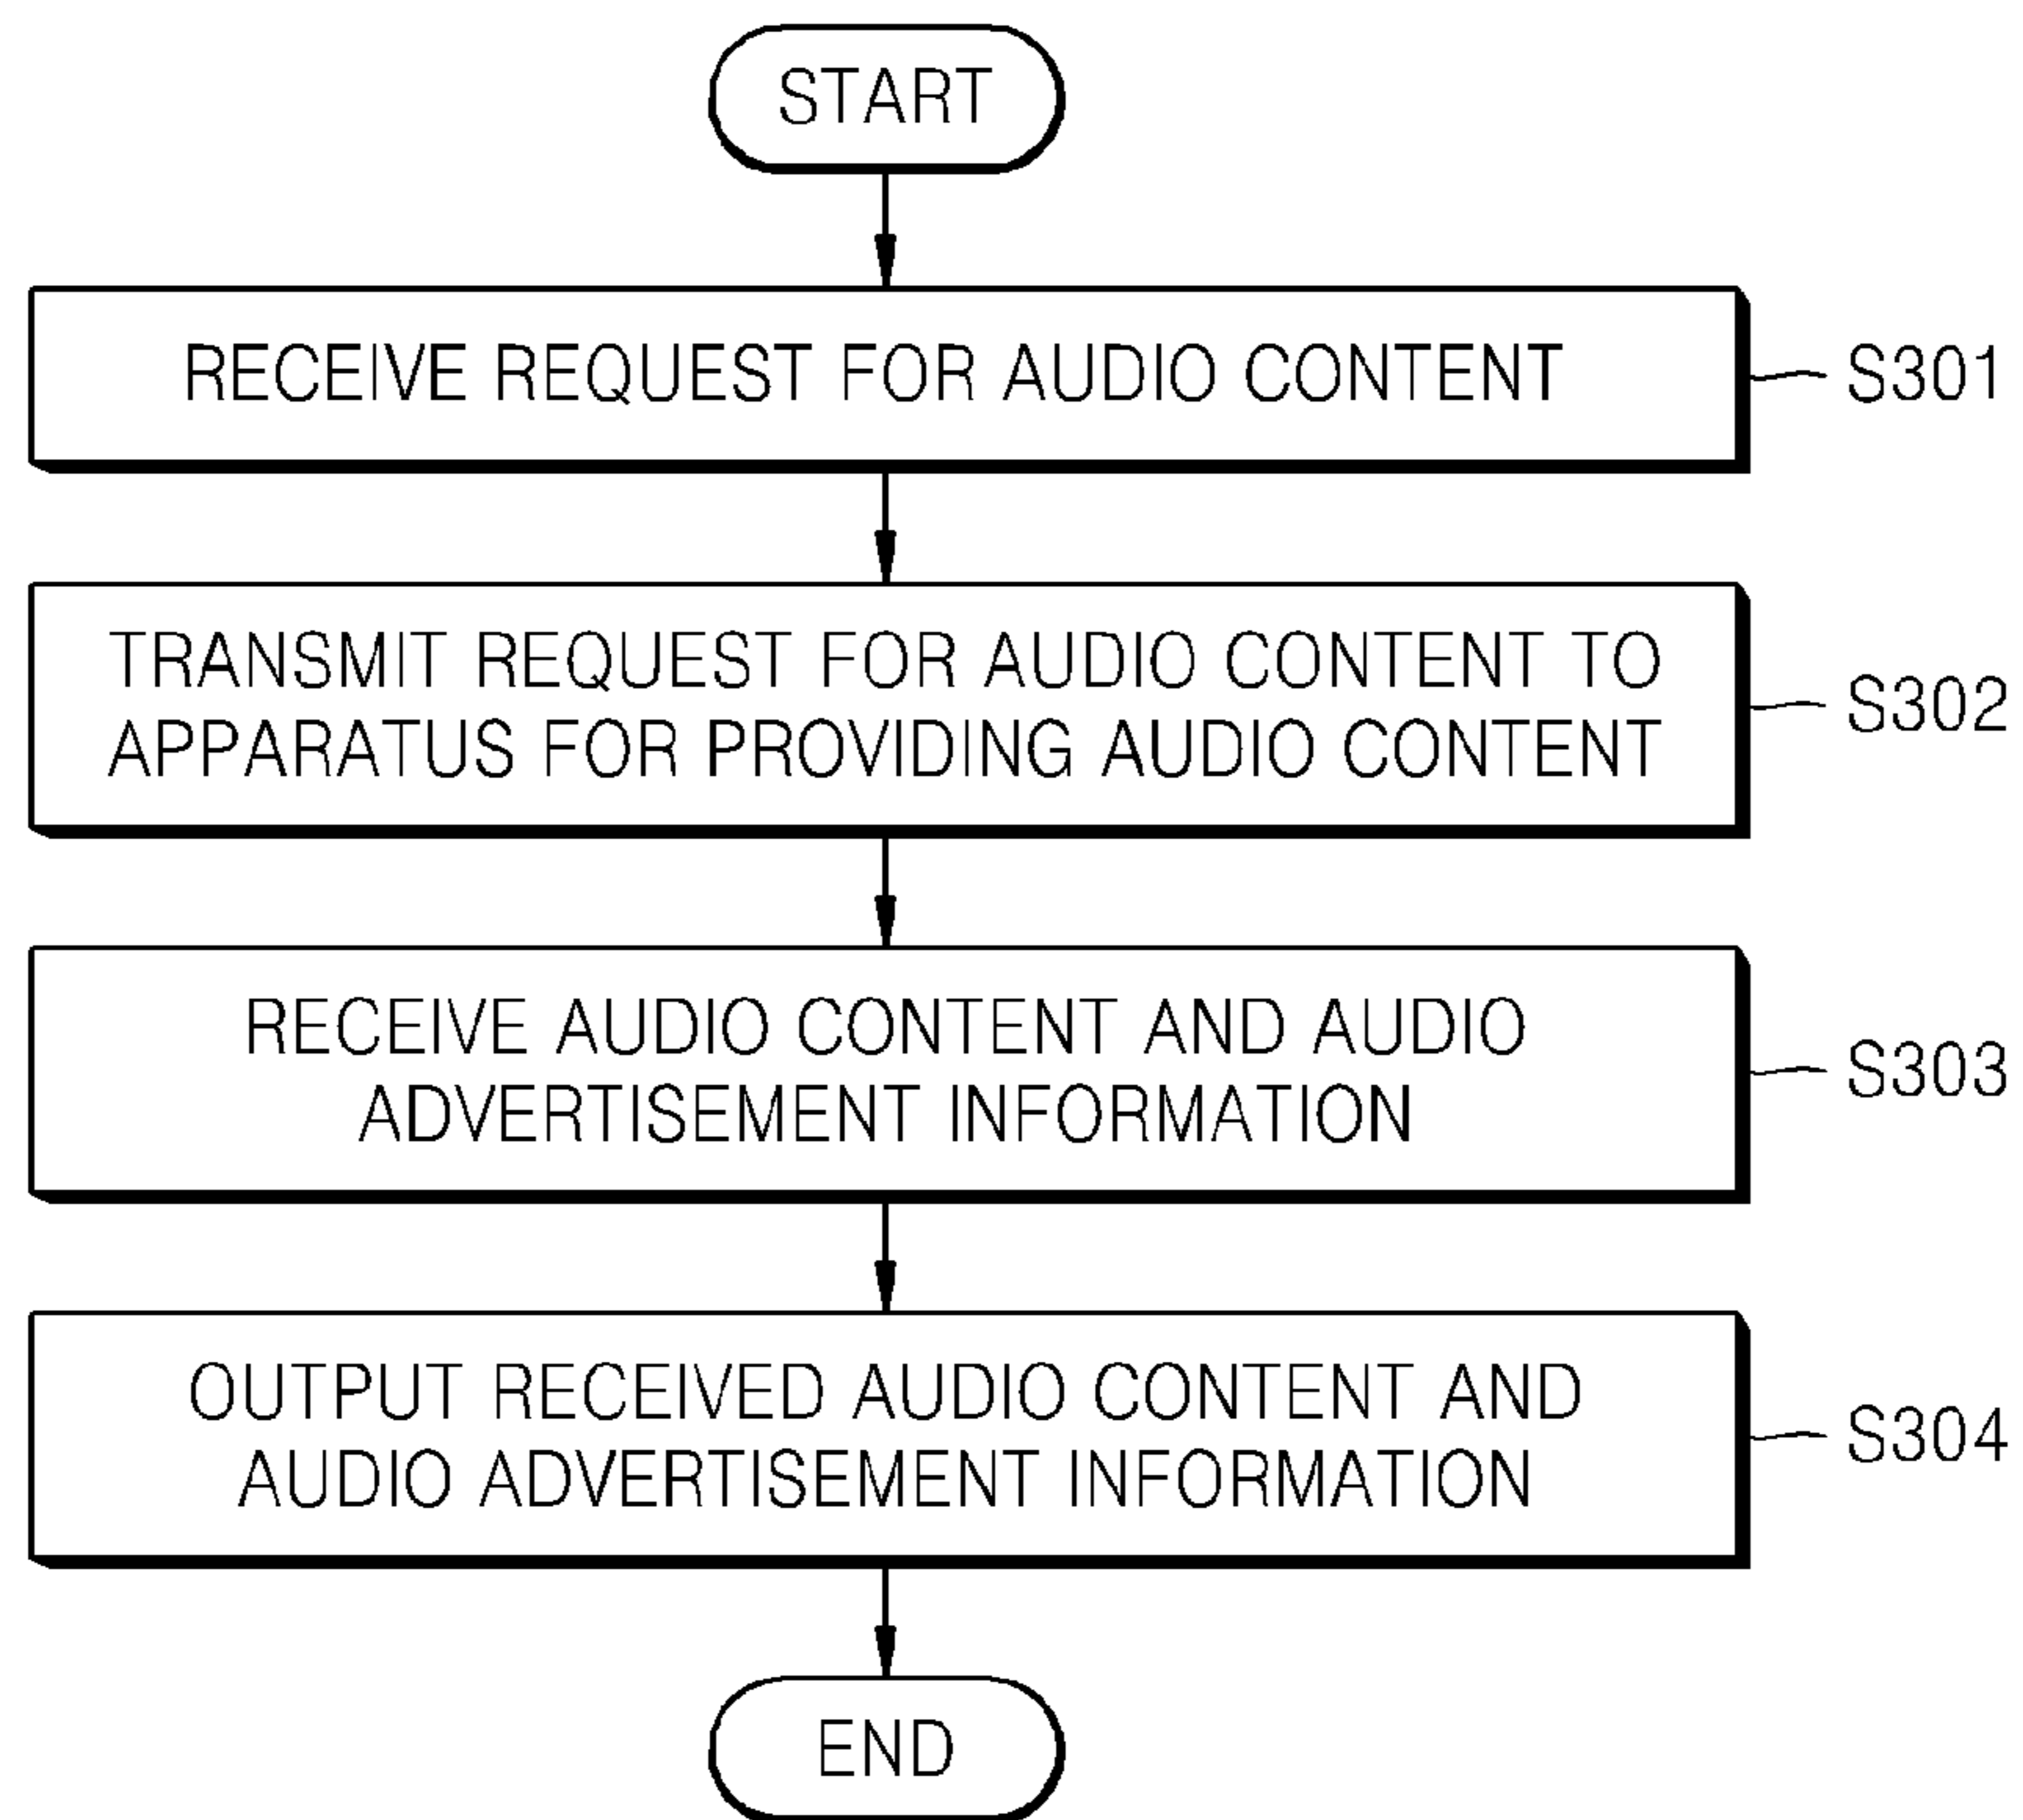 START
RECEIVE REQUEST FOR AUDIO CONTENT
S301
TRANSMIT REQUEST FOR AUDIO CONTENT TO
APPARATUS FOR PROVIDING AUDIO CONTENT
S302
RECEIVE AUDIO CONTENT AND AUDIO
ADVERTISEMENT INFORMATION
S303
OUTPUT RECEIVED AUDIO CONTENT AND
AUDIO ADVERTISEMENT INFORMATION
S304
END